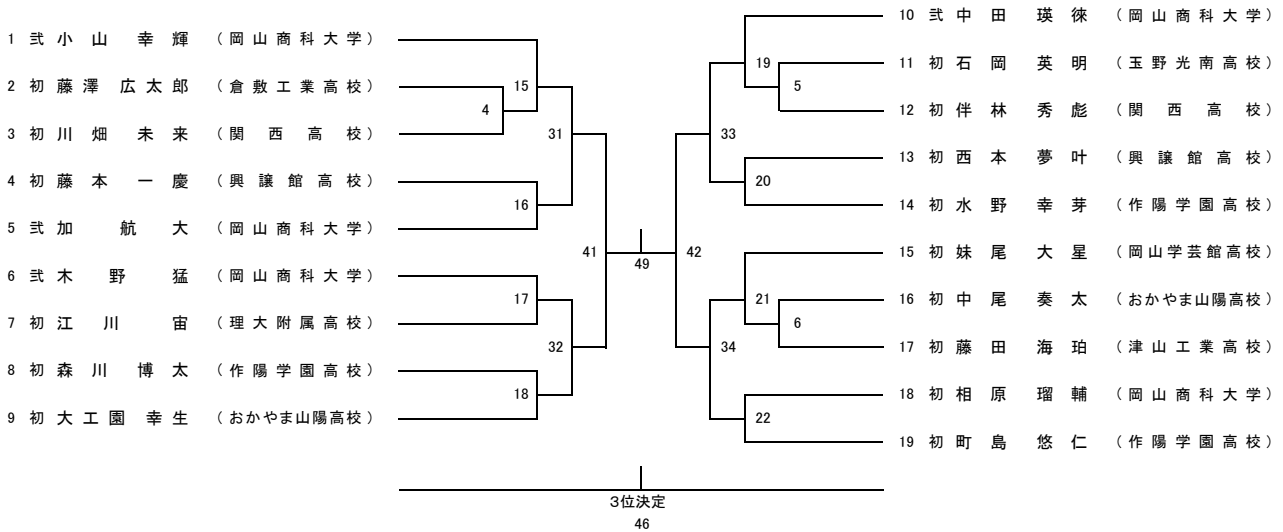 1 弐 小 山 幸 輝 （ 岡 山 商 科 大 学 ）
2 初 藤 澤 広 太 郎 （ 倉 敷 工 業 高 校 ）
3 初 川 畑 未 来 （ 関 西 高 校 ）
4 初 藤 本 一 慶 （ 興 譲 館 高 校 ）
5 弐 加 航 大 （ 岡 山 商 科 大 学 ）
6 弐 木 野 猛 （ 岡 山 商 科 大 学 ）
7 初 江 川 宙 （ 理 大 附 属 高 校 ）
8 初 森 川 博 太 （ 作 陽 学 園 高 校 ）
9 初 大 工 園 幸 生 （ おかやま山陽高校 ）
4
15
16
17
18
31
32
41
49
42
33
34
19
20
21
22
5
6
10 弐 中 田 瑛 徠 （ 岡 山 商 科 大 学 ）
11 初 石 岡 英 明 （ 玉 野 光 南 高 校 ）
12 初 伴 林 秀 彪 （ 関 西 高 校 ）
13 初 西 本 夢 叶 （ 興 譲 館 高 校 ）
14 初 水 野 幸 芽 （ 作 陽 学 園 高 校 ）
15 初 妹 尾 大 星 （ 岡山学芸館高校 ）
16 初 中 尾 奏 太 （ おかやま山陽高校 ）
17 初 藤 田 海 珀 （ 津 山 工 業 高 校 ）
18 初 相 原 瑠 輔 （ 岡 山 商 科 大 学 ）
19 初 町 島 悠 仁 （ 作 陽 学 園 高 校 ）
3位決定
46